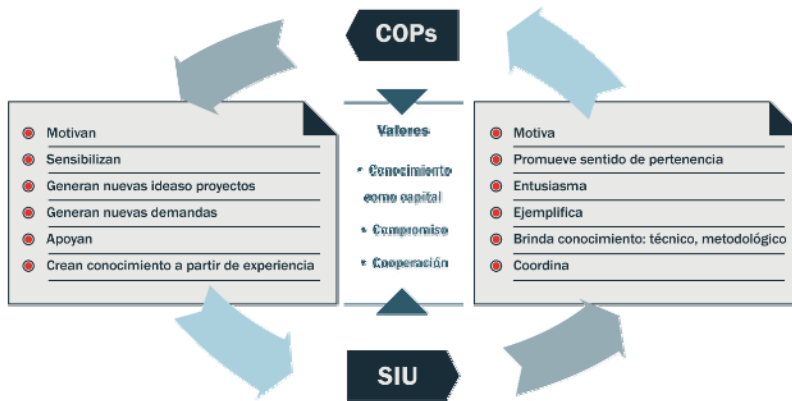 COPs
Motivan
Sensibilizan
Generan nuevas ideaso proyectos
Generan nuevas demandas
Apoyan
Crean conocimiento a partir de experiencia
Valores
• Conocimiento
como capital
• Compromiso
• Cooperación
Motiva
Promueve sentido de pertenencia
Entusiasma
Ejemplifica
Brinda conocimiento: técnico, metodológico
Coordina
SIU